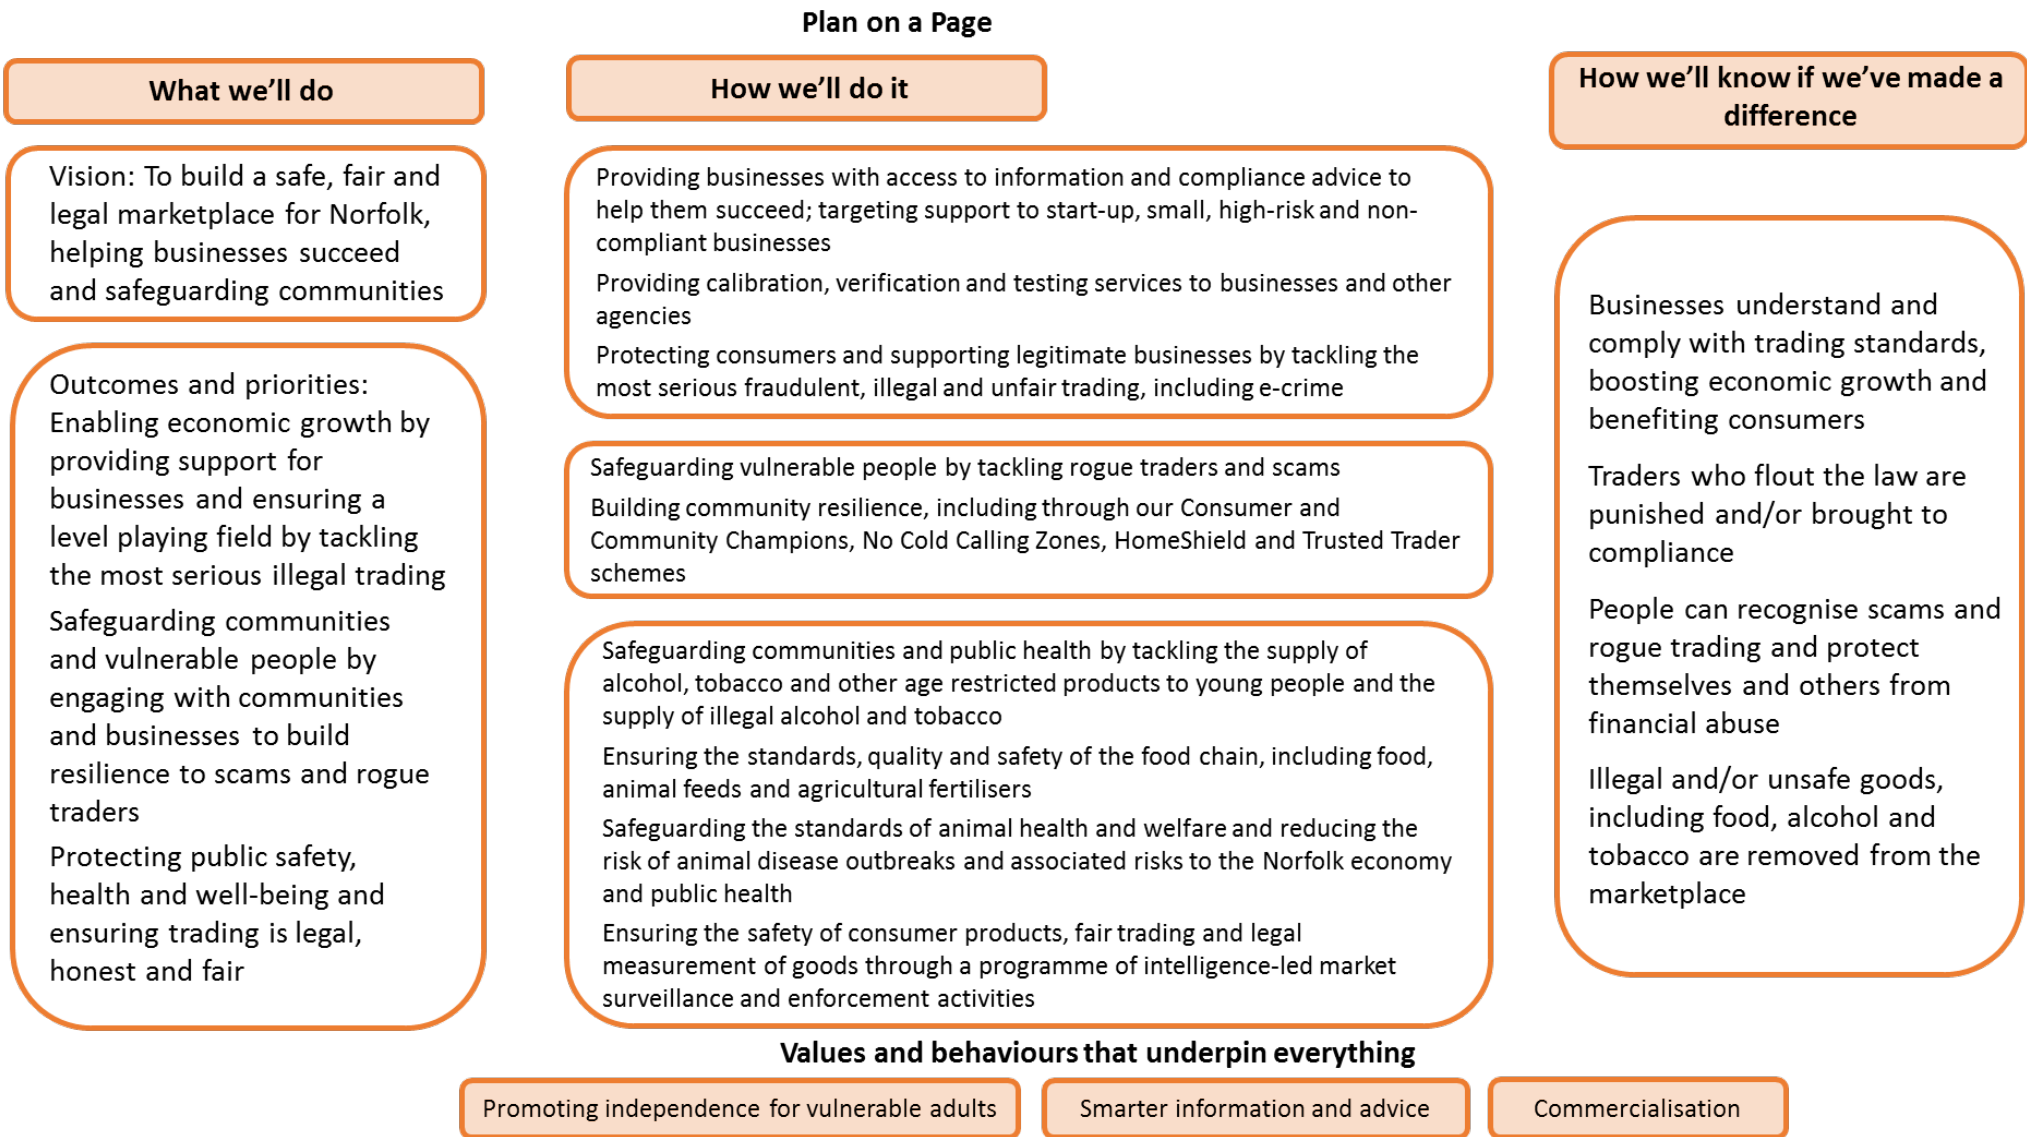 Plan on a Page
What we'll do
Vision: To build a safe, fair and
legal marketplace for Norfolk,
helping businesses succeed
and safeguarding communities
Outcomes and priorities:
Enabling economic growth by
providing support for
businesses and ensuring a
level playing field by tackling
the most serious illegal trading
Safeguarding communities
and vulnerable people by
engaging with communities
and businesses to build
resilience to scams and rogue
traders
Protecting public safety,
health and well-being and
ensuring trading is legal,
honest and fair
How we'll do it
Providing businesses with access to information and compliance advice to
help them succeed; targeting support to start-up, small, high-risk and non-
compliant businesses
Providing calibration, verification and testing services to businesses and other
agencies
Protecting consumers and supporting legitimate businesses by tackling the
most serious fraudulent, illegal and unfair trading, including e-crime
Safeguarding vulnerable people by tackling rogue traders and scams
Building community resilience, including through our Consumer and
Community Champions, No Cold Calling Zones, HomeShield and Trusted Trader
schemes
Safeguarding communities and public health by tackling the supply of
alcohol, tobacco and other age restricted products to young people and the
supply of illegal alcohol and tobacco
Ensuring the standards, quality and safety of the food chain, including food,
animal feeds and agricultural fertilisers
Safeguarding the standards of animal health and welfare and reducing the
risk of animal disease outbreaks and associated risks to the Norfolk economy
and public health
Ensuring the safety of consumer products, fair trading and legal
measurement of goods through a programme of intelligence-led market
surveillance and enforcement activities
How we'll know if we've made a
difference
Businesses understand and
comply with trading standards,
boosting economic growth and
benefiting consumers
Traders who flout the law are
punished and/or brought to
compliance
People can recognise scams and
rogue trading and protect
themselves and others from
financial abuse
Illegal and/or unsafe goods,
including food, alcohol and
tobacco are removed from the
marketplace
Values and behaviours that underpin everything
Promoting independence for vulnerable adults
Smarter information and advice
Commercialisation